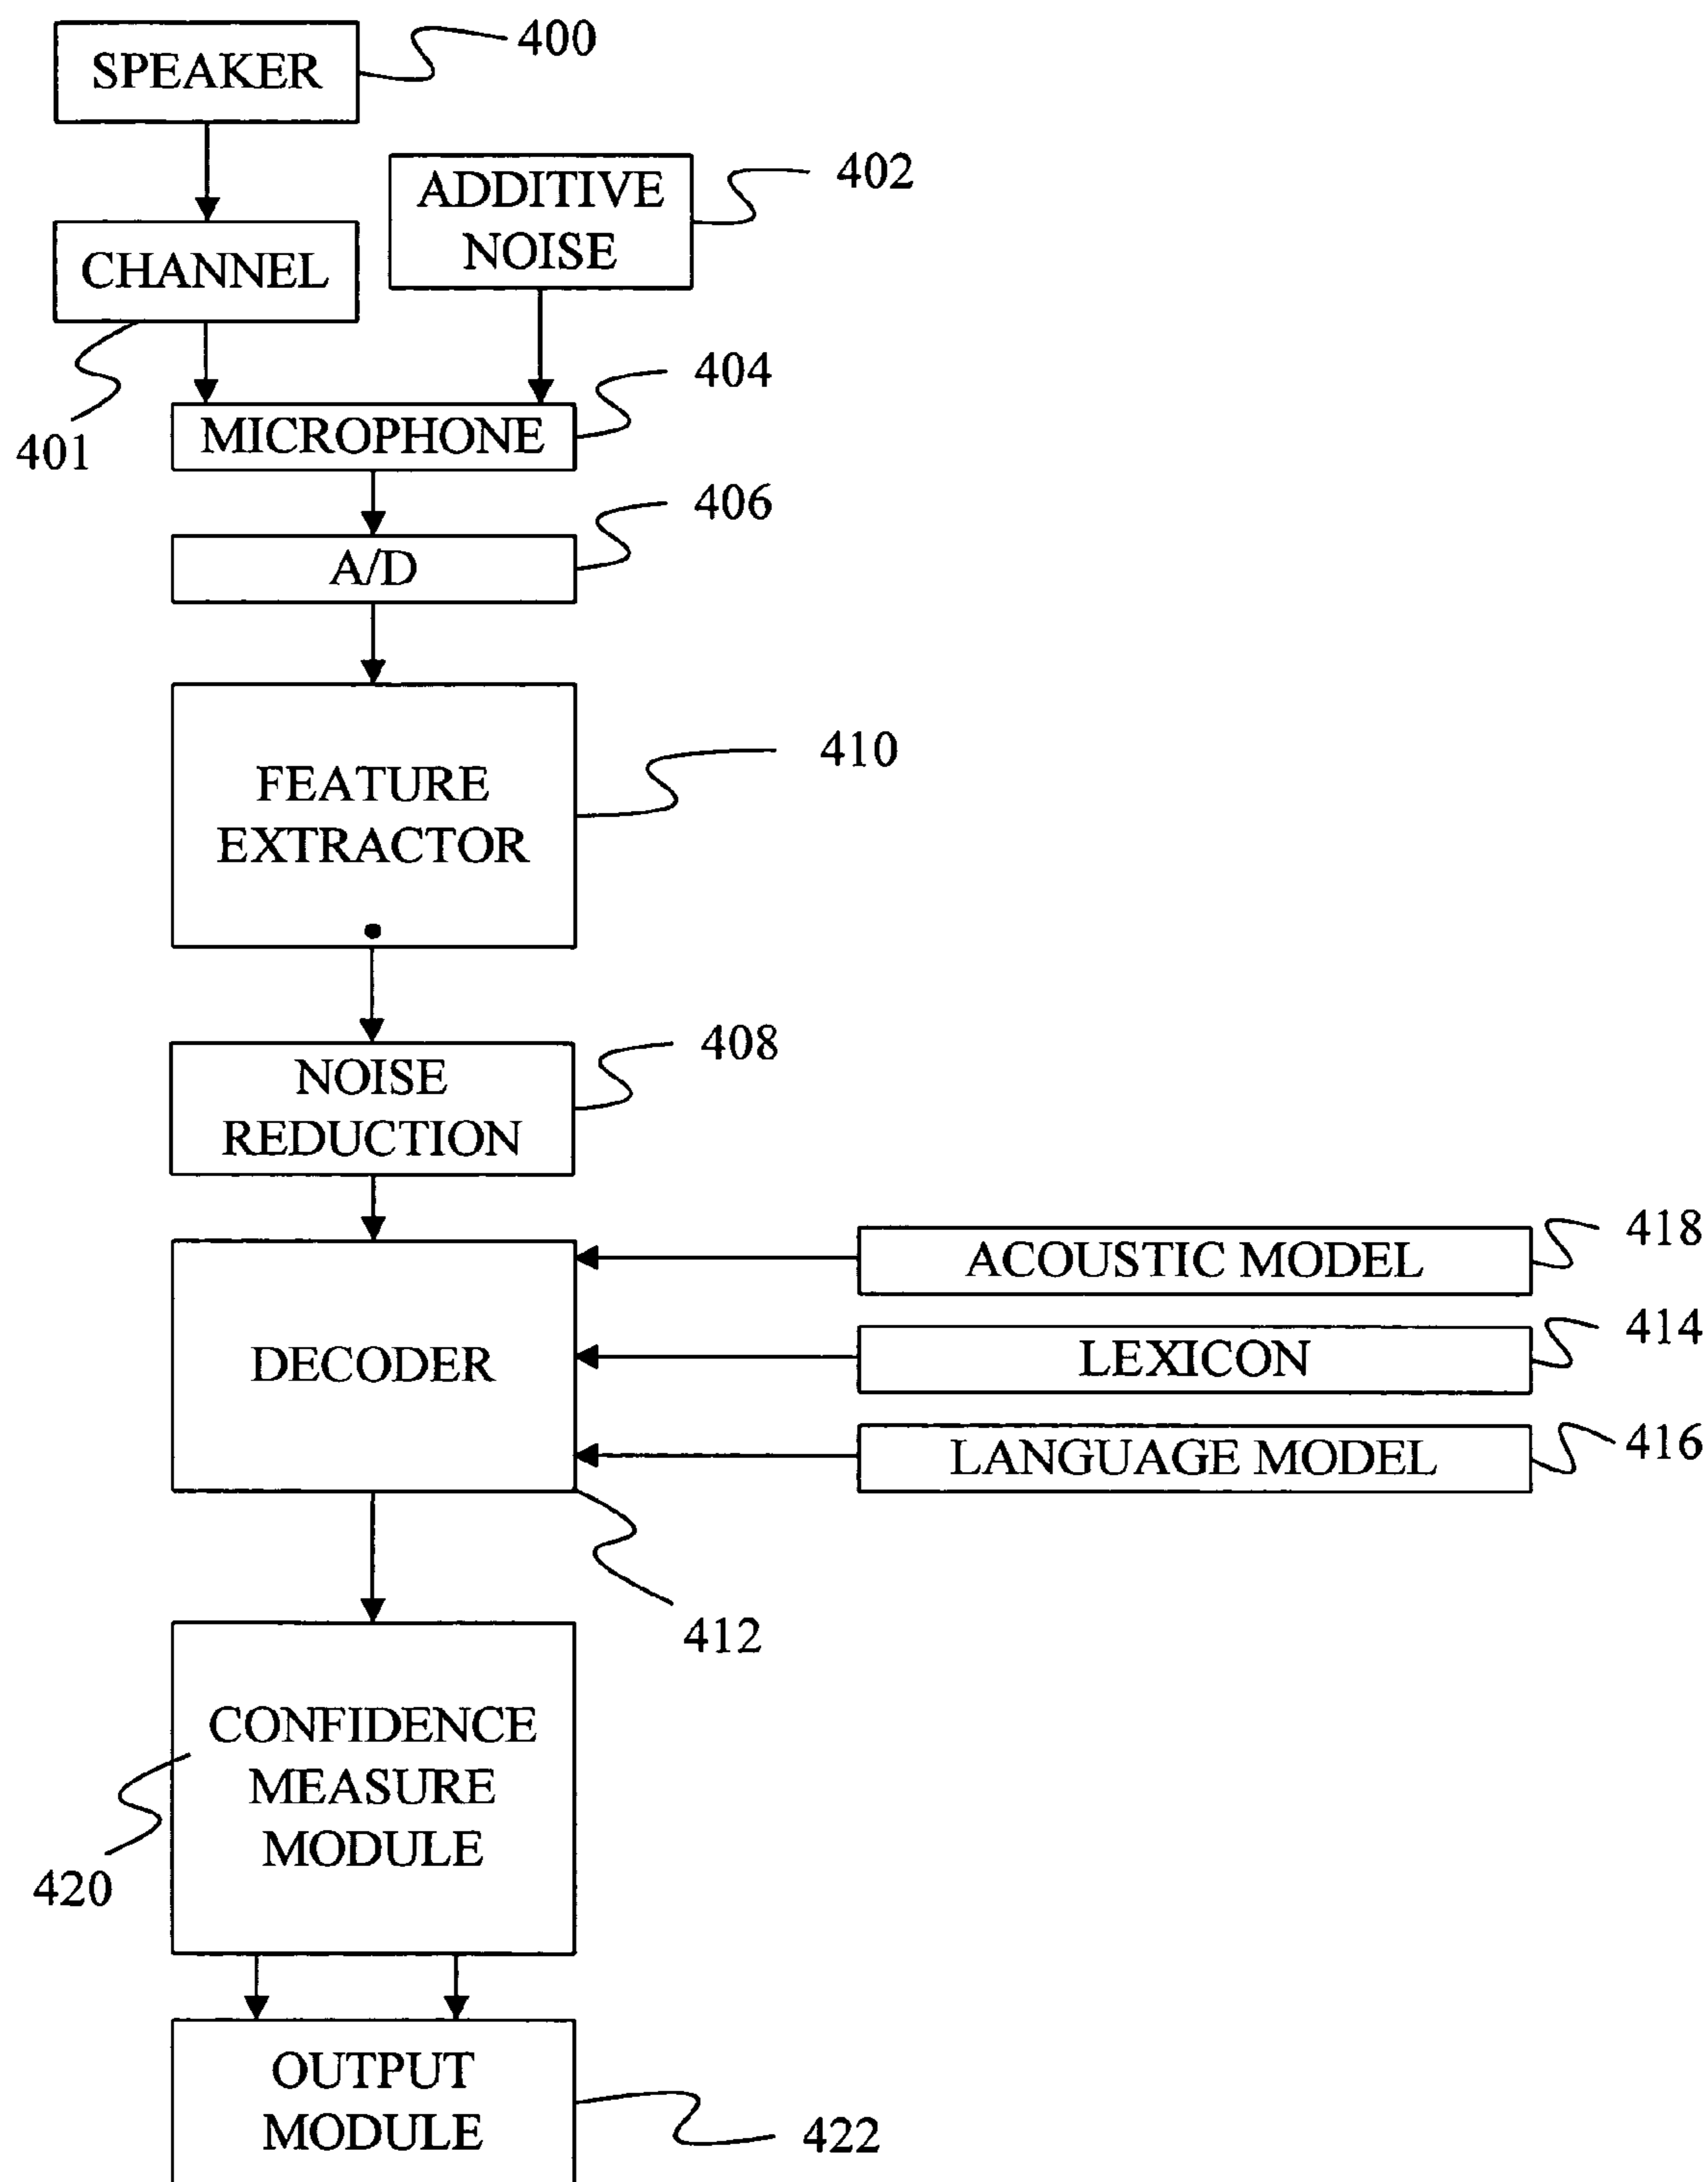 SPEAKER
400
ADDITIVE
NOISE
402
CHANNEL
401
MICROPHONE
404
A/D
406
FEATURE
EXTRACTOR
410
NOISE
REDUCTION
408
DECODER
412
ACOUSTIC MODEL
418
LEXICON
414
LANGUAGE MODEL
416
CONFIDENCE
MEASURE
MODULE
420
OUTPUT
MODULE
422